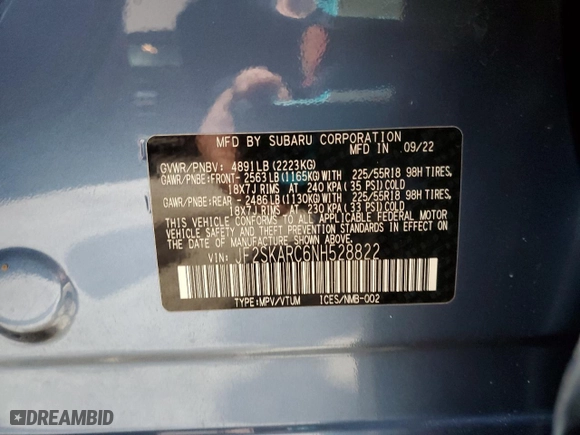 MFD BY SUBARU CORPORATION
MFD IN 09/22
GVWR/PNBV: 4891LB(2223KG)
GAWR/PNBE:FRONT- 2563LB(1165KG)WITH 225/55R18 98H TIRES,
18X7J RIMS AT 240 KPA(35 PSI)COLD
GAWR/PNBE:REAR - 2486LB(1130KG)WITH 225/55R18 98H TIRES,
18X7J RIMS AT 230 KPA(33 PSI)COLD
THIS VEHICLE CONFORMS TO ALL APPLICABLE FEDERAL MOTOR
VEHICLE SAFETY AND BUMPER STANDARDS IN EFFECT ON THE
DATE OF MANUFACTURE SHOWN ABOVE.
VIN: JF2SKARC6NH528822
TYPE:MPV/VTUM ICES/NMB-002
DREAMBID